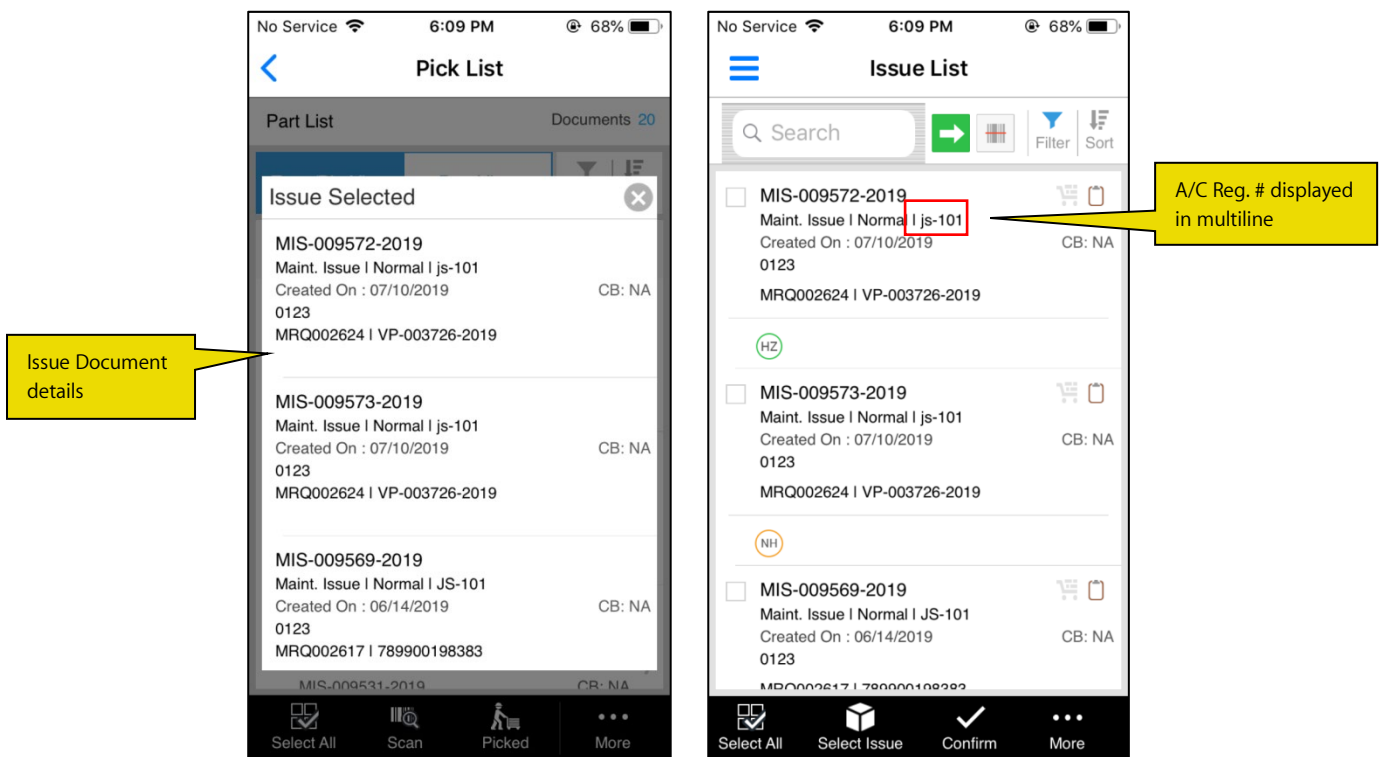 No Service 6:09 PM 68%
Pick List
Part List Documents 20
Issue Selected
MIS-009572-2019
Maint. Issue | Normal | js-101
Created On : 07/10/2019 CB: NA
0123
MRQ002624 | VP-003726-2019
MIS-009573-2019
Maint. Issue | Normal | js-101
Created On : 07/10/2019 CB: NA
0123
MRQ002624 | VP-003726-2019
MIS-009569-2019
Maint. Issue | Normal | JS-101
Created On : 06/14/2019 CB: NA
0123
MRQ002617 | 789900198383
MIS-009531-2019 CB: NA
Select All Scan Picked More
Issue Document
details
No Service 6:09 PM 68%
Issue List
Search Filter Sort
MIS-009572-2019
Maint. Issue | Normal | js-101
Created On : 07/10/2019 CB: NA
0123
MRQ002624 | VP-003726-2019
HZ
MIS-009573-2019
Maint. Issue | Normal | js-101
Created On : 07/10/2019 CB: NA
0123
MRQ002624 | VP-003726-2019
NH
MIS-009569-2019
Maint. Issue | Normal | JS-101
Created On : 06/14/2019 CB: NA
0123
MRQ002617 | 789900198383
Select All Select Issue Confirm More
A/C Reg. # displayed
in multiline